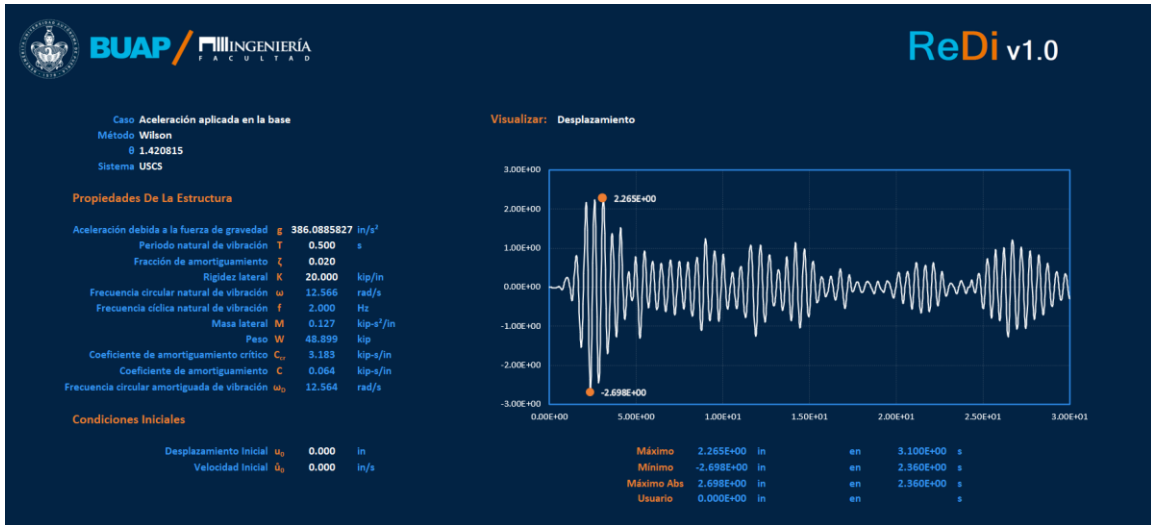 BUAP/ INGENIERÍA
FACULTAD
ReDi v1.0
Caso Aceleración aplicada en la base
Método Wilson
θ 1.420815
Sistema USCS
Propiedades De La Estructura
Aceleración debida a la fuerza de gravedad g 386.0885827 in/s²
Periodo natural de vibración T 0.500 s
Fracción de amortiguamiento ζ 0.020
Rigidez lateral K 20.000 kip/in
Frecuencia circular natural de vibración ω 12.566 rad/s
Frecuencia cíclica natural de vibración f 2.000 Hz
Masa lateral M 0.127 kip-s²/in
Peso W 48.899 kip
Coeficiente de amortiguamiento crítico Ccr 3.183 kip-s/in
Coeficiente de amortiguamiento C 0.064 kip-s/in
Frecuencia circular amortiguada de vibración ωD 12.564 rad/s
Condiciones Iniciales
Desplazamiento Inicial u₀ 0.000 in
Velocidad Inicial u̇₀ 0.000 in/s
Visualizar: Desplazamiento
3.00E+00
2.265E+00
2.00E+00
1.00E+00
0.00E+00
-1.00E+00
-2.00E+00
-2.698E+00
-3.00E+00
0.00E+00 5.00E+00 1.00E+01 1.50E+01 2.00E+01 2.50E+01 3.00E+01
Máximo 2.265E+00 in en 3.100E+00 s
Mínimo -2.698E+00 in en 2.360E+00 s
Máximo Abs 2.698E+00 in en 2.360E+00 s
Usuario 0.000E+00 in en s